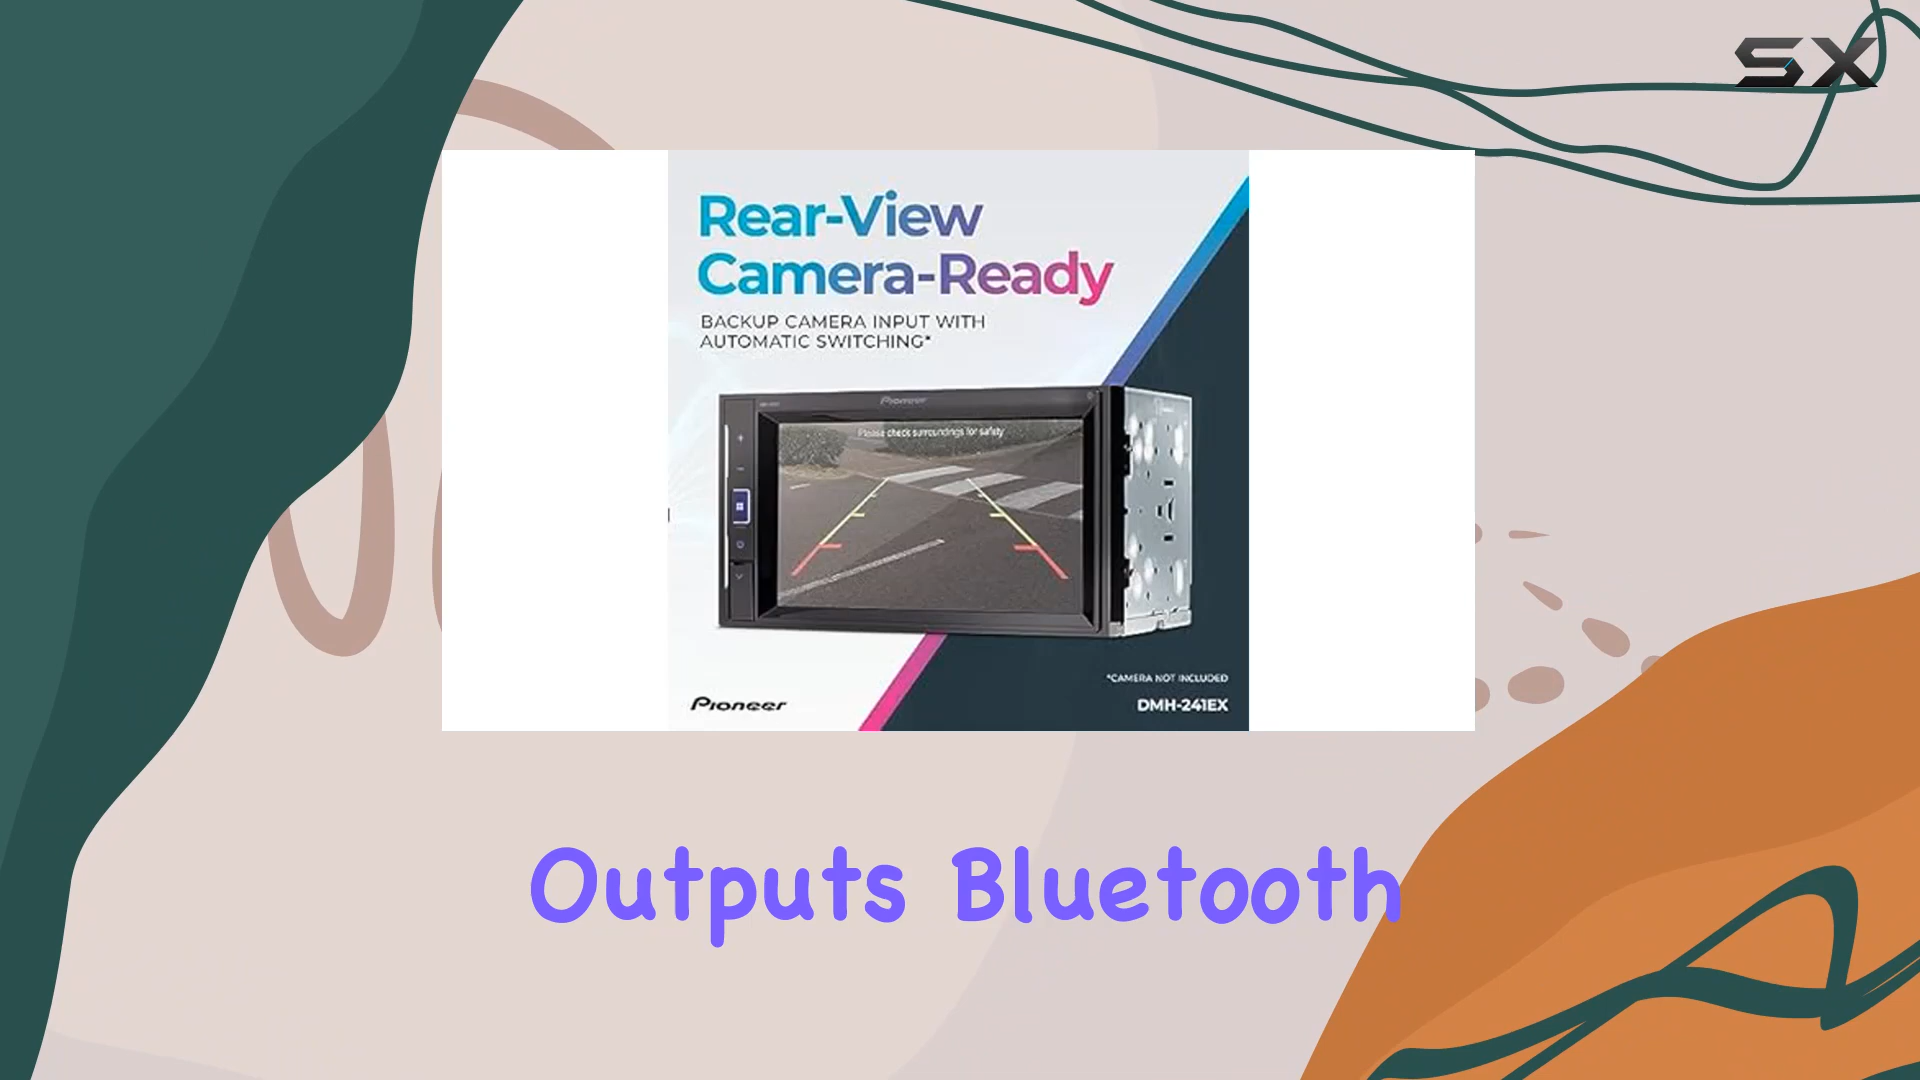 SX
Rear-View
Camera-Ready
BACKUP CAMERA INPUT WITH
AUTOMATIC SWITCHING*
Pioneer
Please check surroundings for safety
*CAMERA NOT INCLUDED
Pioneer
DMH-241EX
Outputs Bluetooth